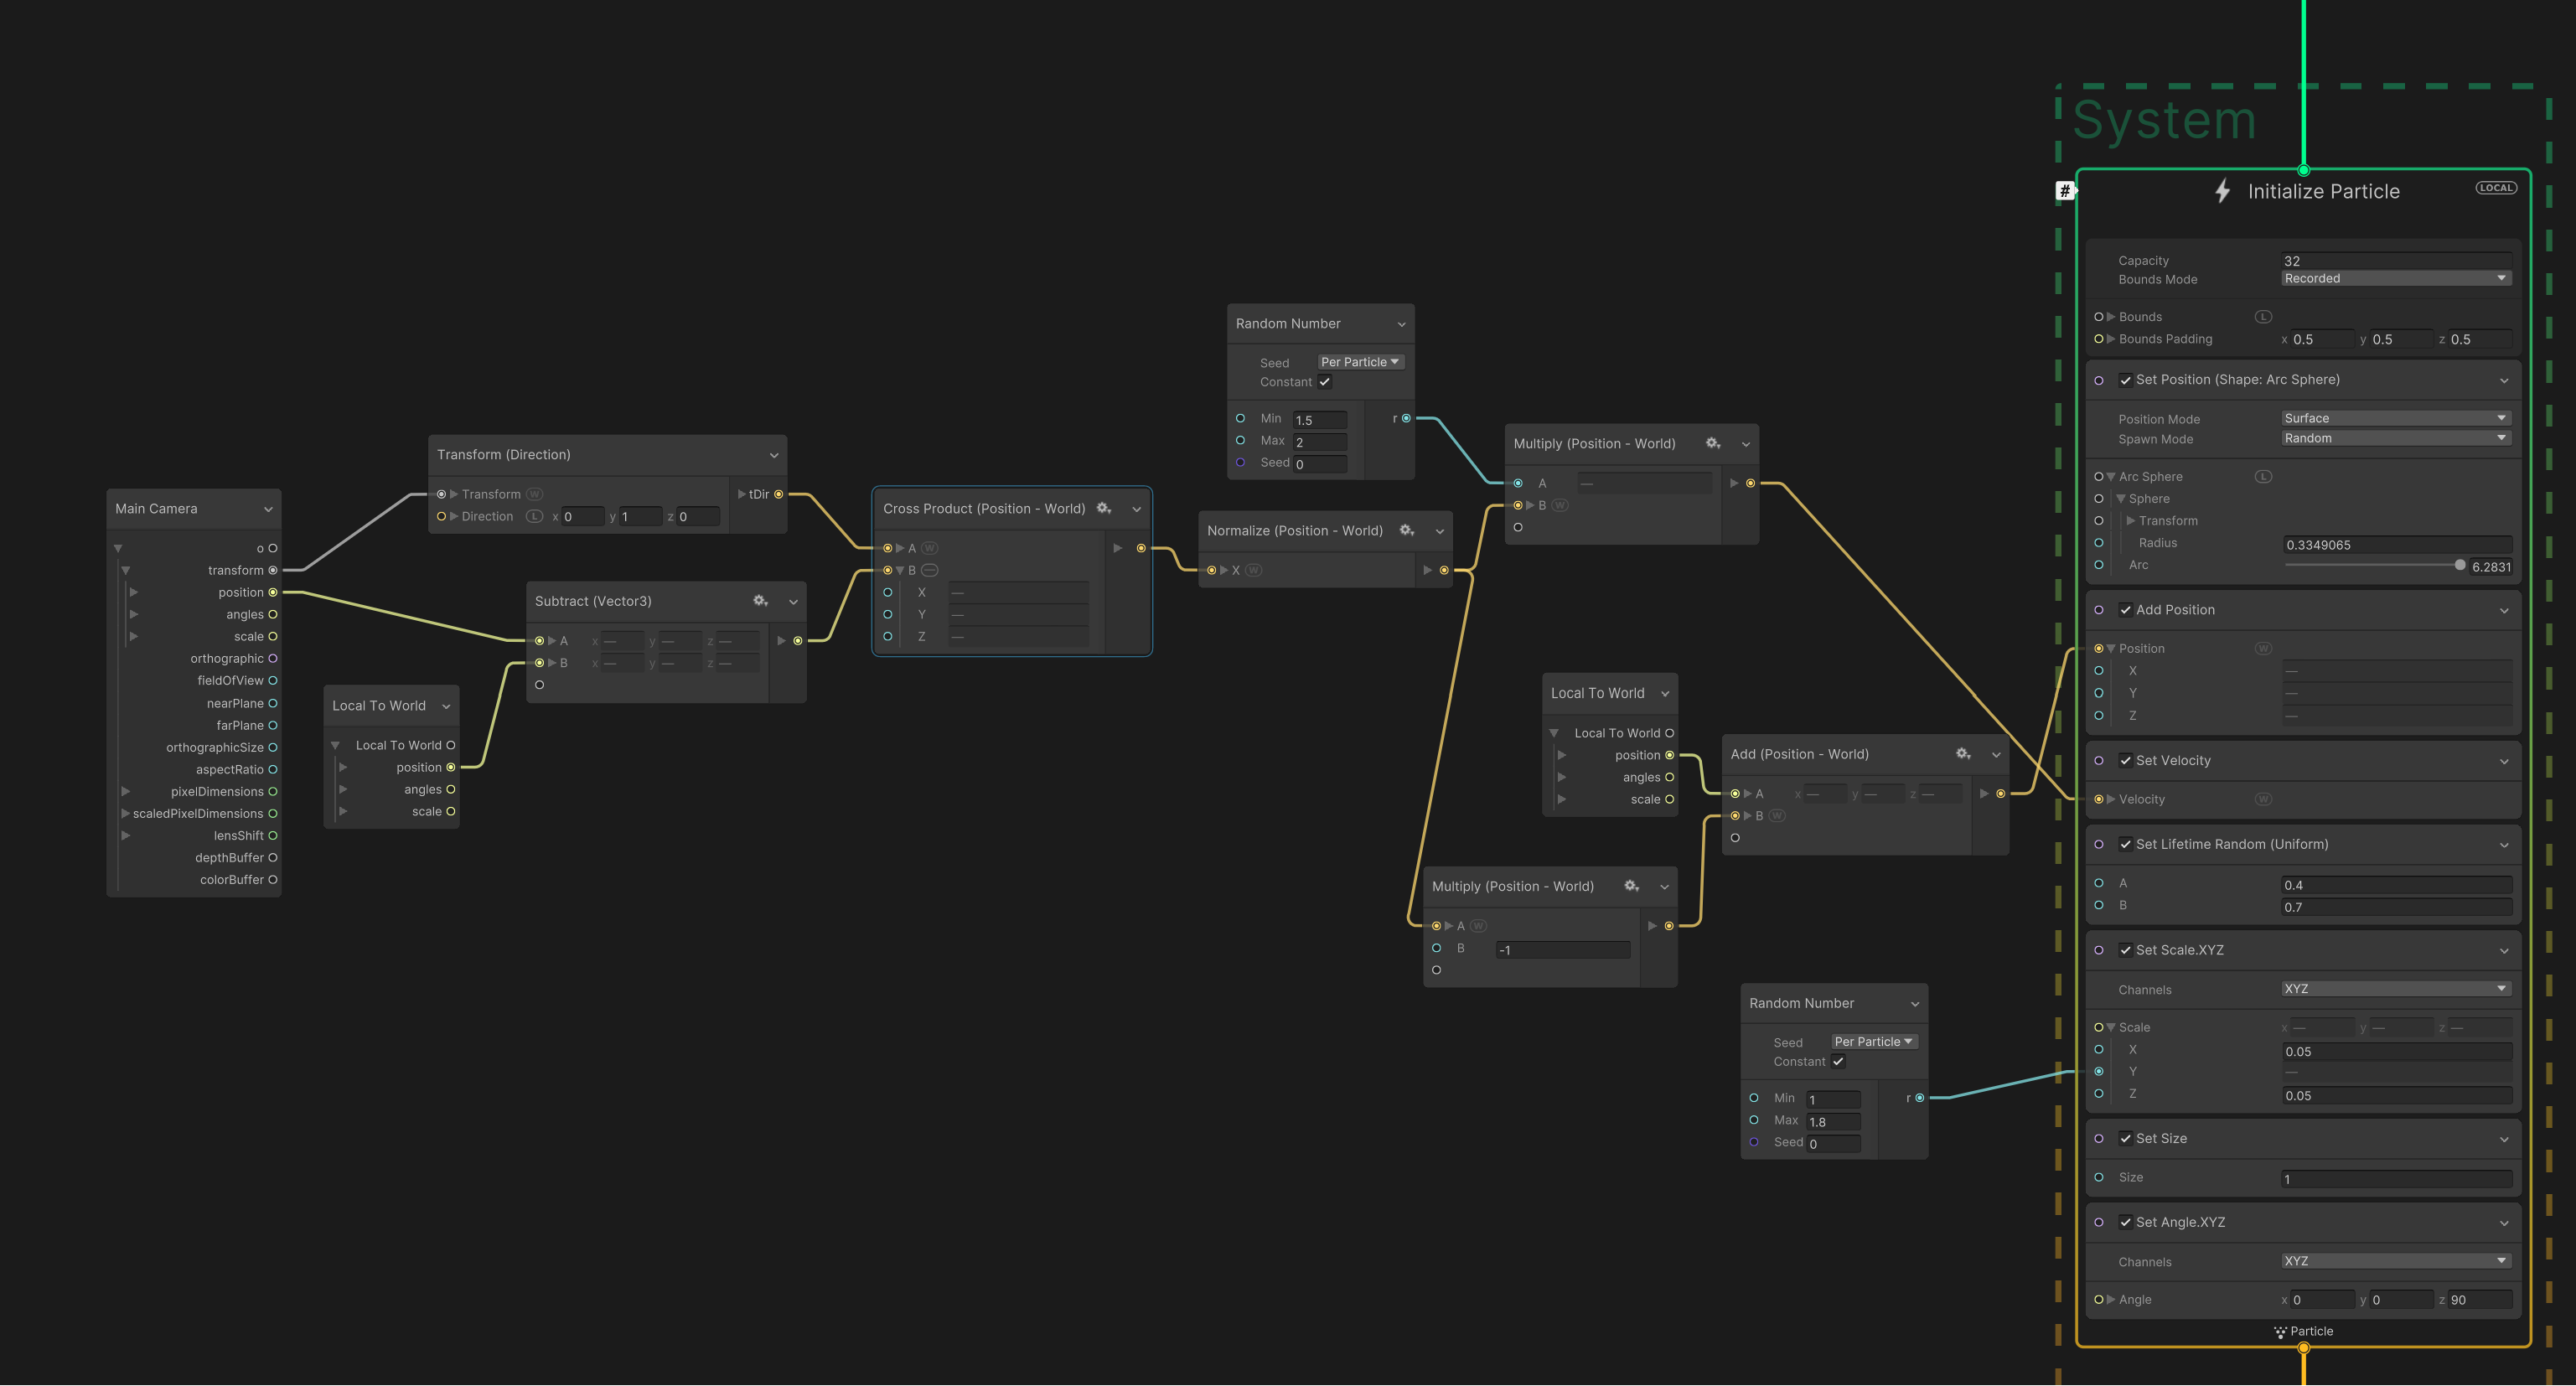 System
#
Initialize Particle
LOCAL
Capacity 32
Bounds Mode Recorded
Bounds L
Bounds Padding x 0.5 y 0.5 z 0.5
Set Position (Shape: Arc Sphere)
Position Mode Surface
Spawn Mode Random
Arc Sphere L
Sphere
Transform
Radius 0.3349065
Arc 6.2831
Add Position
Position W
X —
Y —
Z —
Set Velocity
Velocity W
Set Lifetime Random (Uniform)
A 0.4
B 0.7
Set Scale.XYZ
Channels XYZ
Scale x — y — z —
X 0.05
Y —
Z 0.05
Set Size
Size 1
Set Angle.XYZ
Channels XYZ
Angle x 0 y 0 z 90
Particle
Main Camera
o
transform
position
angles
scale
orthographic
fieldOfView
nearPlane
farPlane
orthographicSize
aspectRatio
pixelDimensions
scaledPixelDimensions
lensShift
depthBuffer
colorBuffer
Transform (Direction)
Transform W tDir
Direction L x 0 y 1 z 0
Local To World
Local To World
position
angles
scale
Subtract (Vector3)
A x — y — z —
B x — y — z —
Cross Product (Position - World)
A W
B —
X —
Y —
Z —
Normalize (Position - World)
X W
Random Number
Seed Per Particle
Constant
Min 1.5 r
Max 2
Seed 0
Multiply (Position - World)
A —
B W
Local To World
Local To World
position
angles
scale
Add (Position - World)
A x — y — z —
B W
Multiply (Position - World)
A W
B -1
Random Number
Seed Per Particle
Constant
Min 1 r
Max 1.8
Seed 0